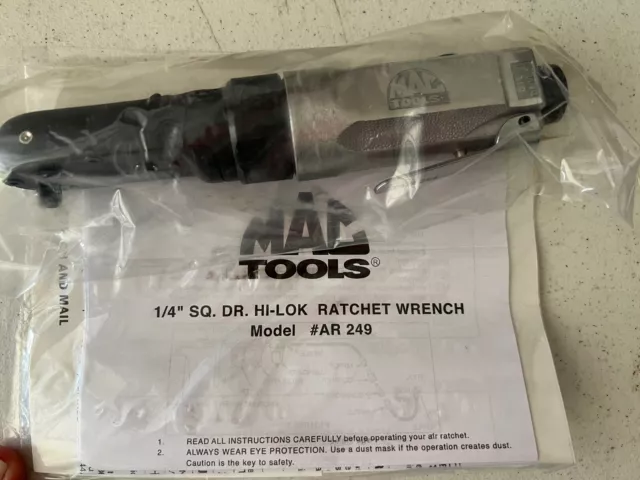 MAC
TOOLS
MAC
TOOLS®
AND MAIL
1/4" SQ. DR. HI-LOK RATCHET WRENCH
Model #AR 249
1. READ ALL INSTRUCTIONS CAREFULLY before operating your air ratchet.
2. ALWAYS WEAR EYE PROTECTION. Use a dust mask if the operation creates dust.
Caution is the key to safety.